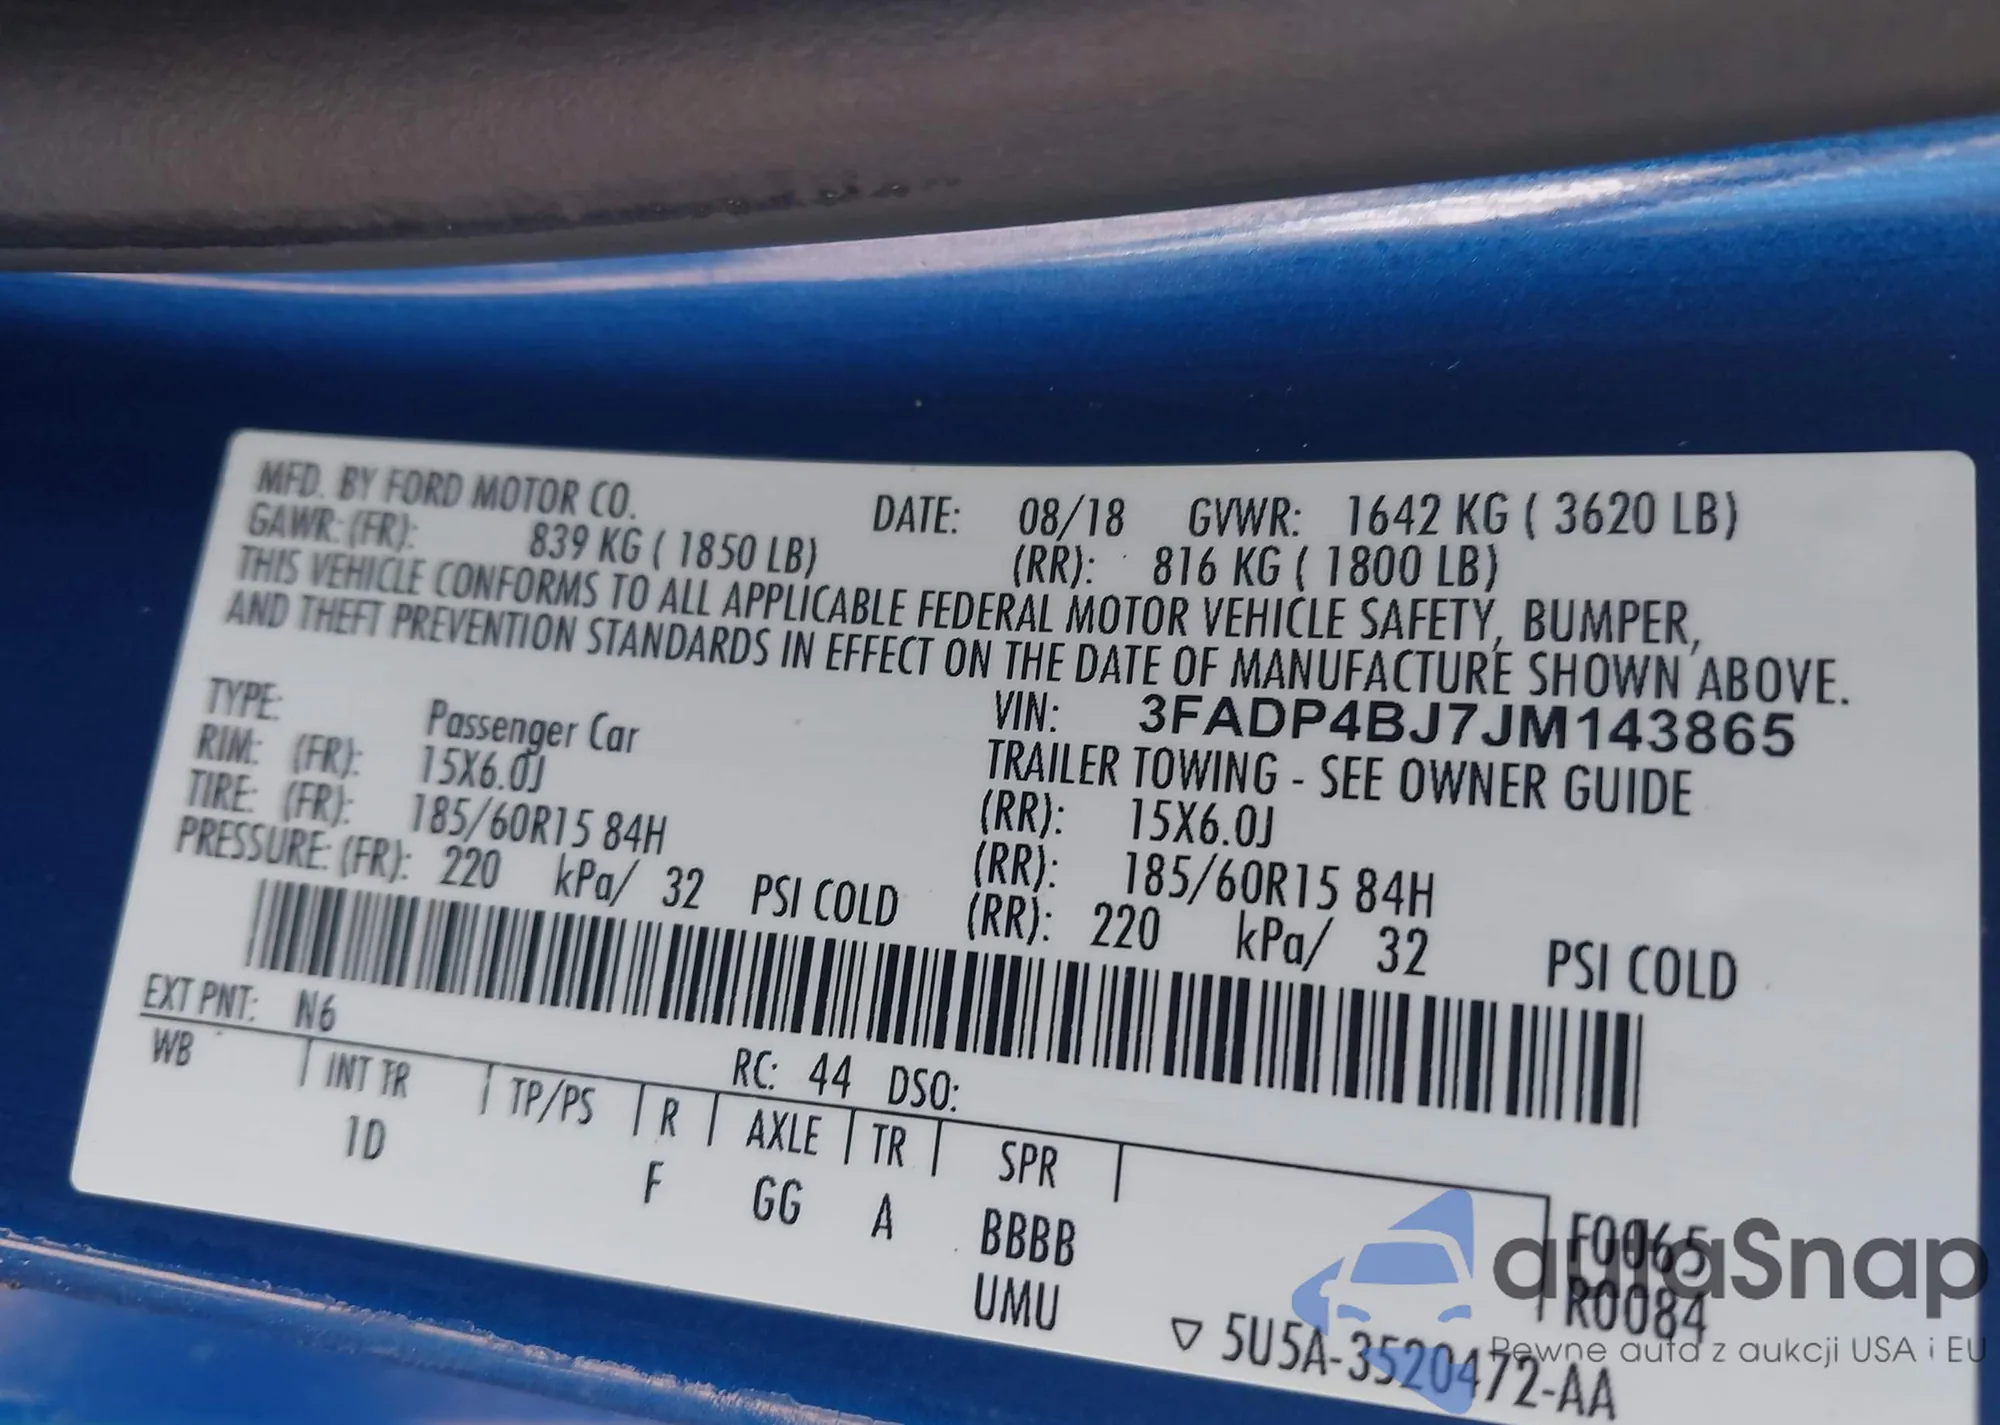 MFD. BY FORD MOTOR CO. DATE: 08/18 GVWR: 1642 KG ( 3620 LB)
GAWR: (FR): 839 KG ( 1850 LB) (RR): 816 KG ( 1800 LB)
THIS VEHICLE CONFORMS TO ALL APPLICABLE FEDERAL MOTOR VEHICLE SAFETY, BUMPER,
AND THEFT PREVENTION STANDARDS IN EFFECT ON THE DATE OF MANUFACTURE SHOWN ABOVE.
VIN: 3FADP4BJ7JM143865
TYPE: Passenger Car TRAILER TOWING - SEE OWNER GUIDE
RIM: (FR): 15X6.0J (RR): 15X6.0J
TIRE: (FR): 185/60R15 84H (RR): 185/60R15 84H
PRESSURE: (FR): 220 kPa/ 32 PSI COLD (RR): 220 kPa/ 32 PSI COLD
EXT PNT: N6 RC: 44 DSO:
WB INT TR TP/PS R AXLE TR SPR
1D F GG A BBBB
UMU
F0065
R0084
▽ 5U5A-3520472-AA
autaSnap
Pewne auta z aukcji USA i EU